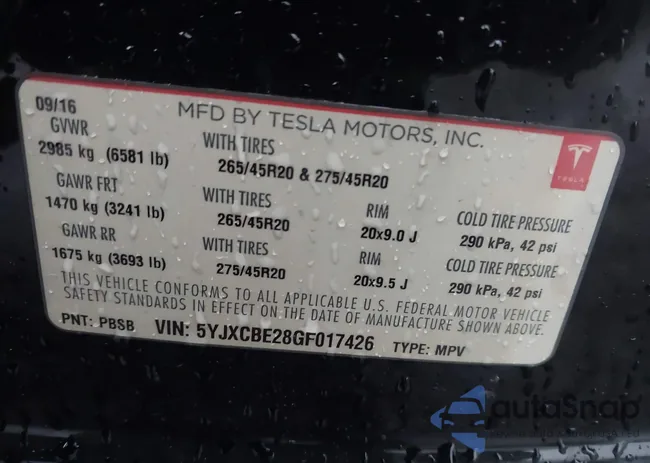 09/16 MFD BY TESLA MOTORS, INC.
GVWR WITH TIRES
2985 kg (6581 lb) 265/45R20 & 275/45R20
TESLA
GAWR FRT WITH TIRES RIM COLD TIRE PRESSURE
1470 kg (3241 lb) 265/45R20 20x9.0 J 290 kPa, 42 psi
GAWR RR WITH TIRES RIM COLD TIRE PRESSURE
1675 kg (3693 lb) 275/45R20 20x9.5 J 290 kPa, 42 psi
THIS VEHICLE CONFORMS TO ALL APPLICABLE U.S. FEDERAL MOTOR VEHICLE
SAFETY STANDARDS IN EFFECT ON THE DATE OF MANUFACTURE SHOWN ABOVE.
PNT: PBSB VIN: 5YJXCBE28GF017426 TYPE: MPV
autoSnap